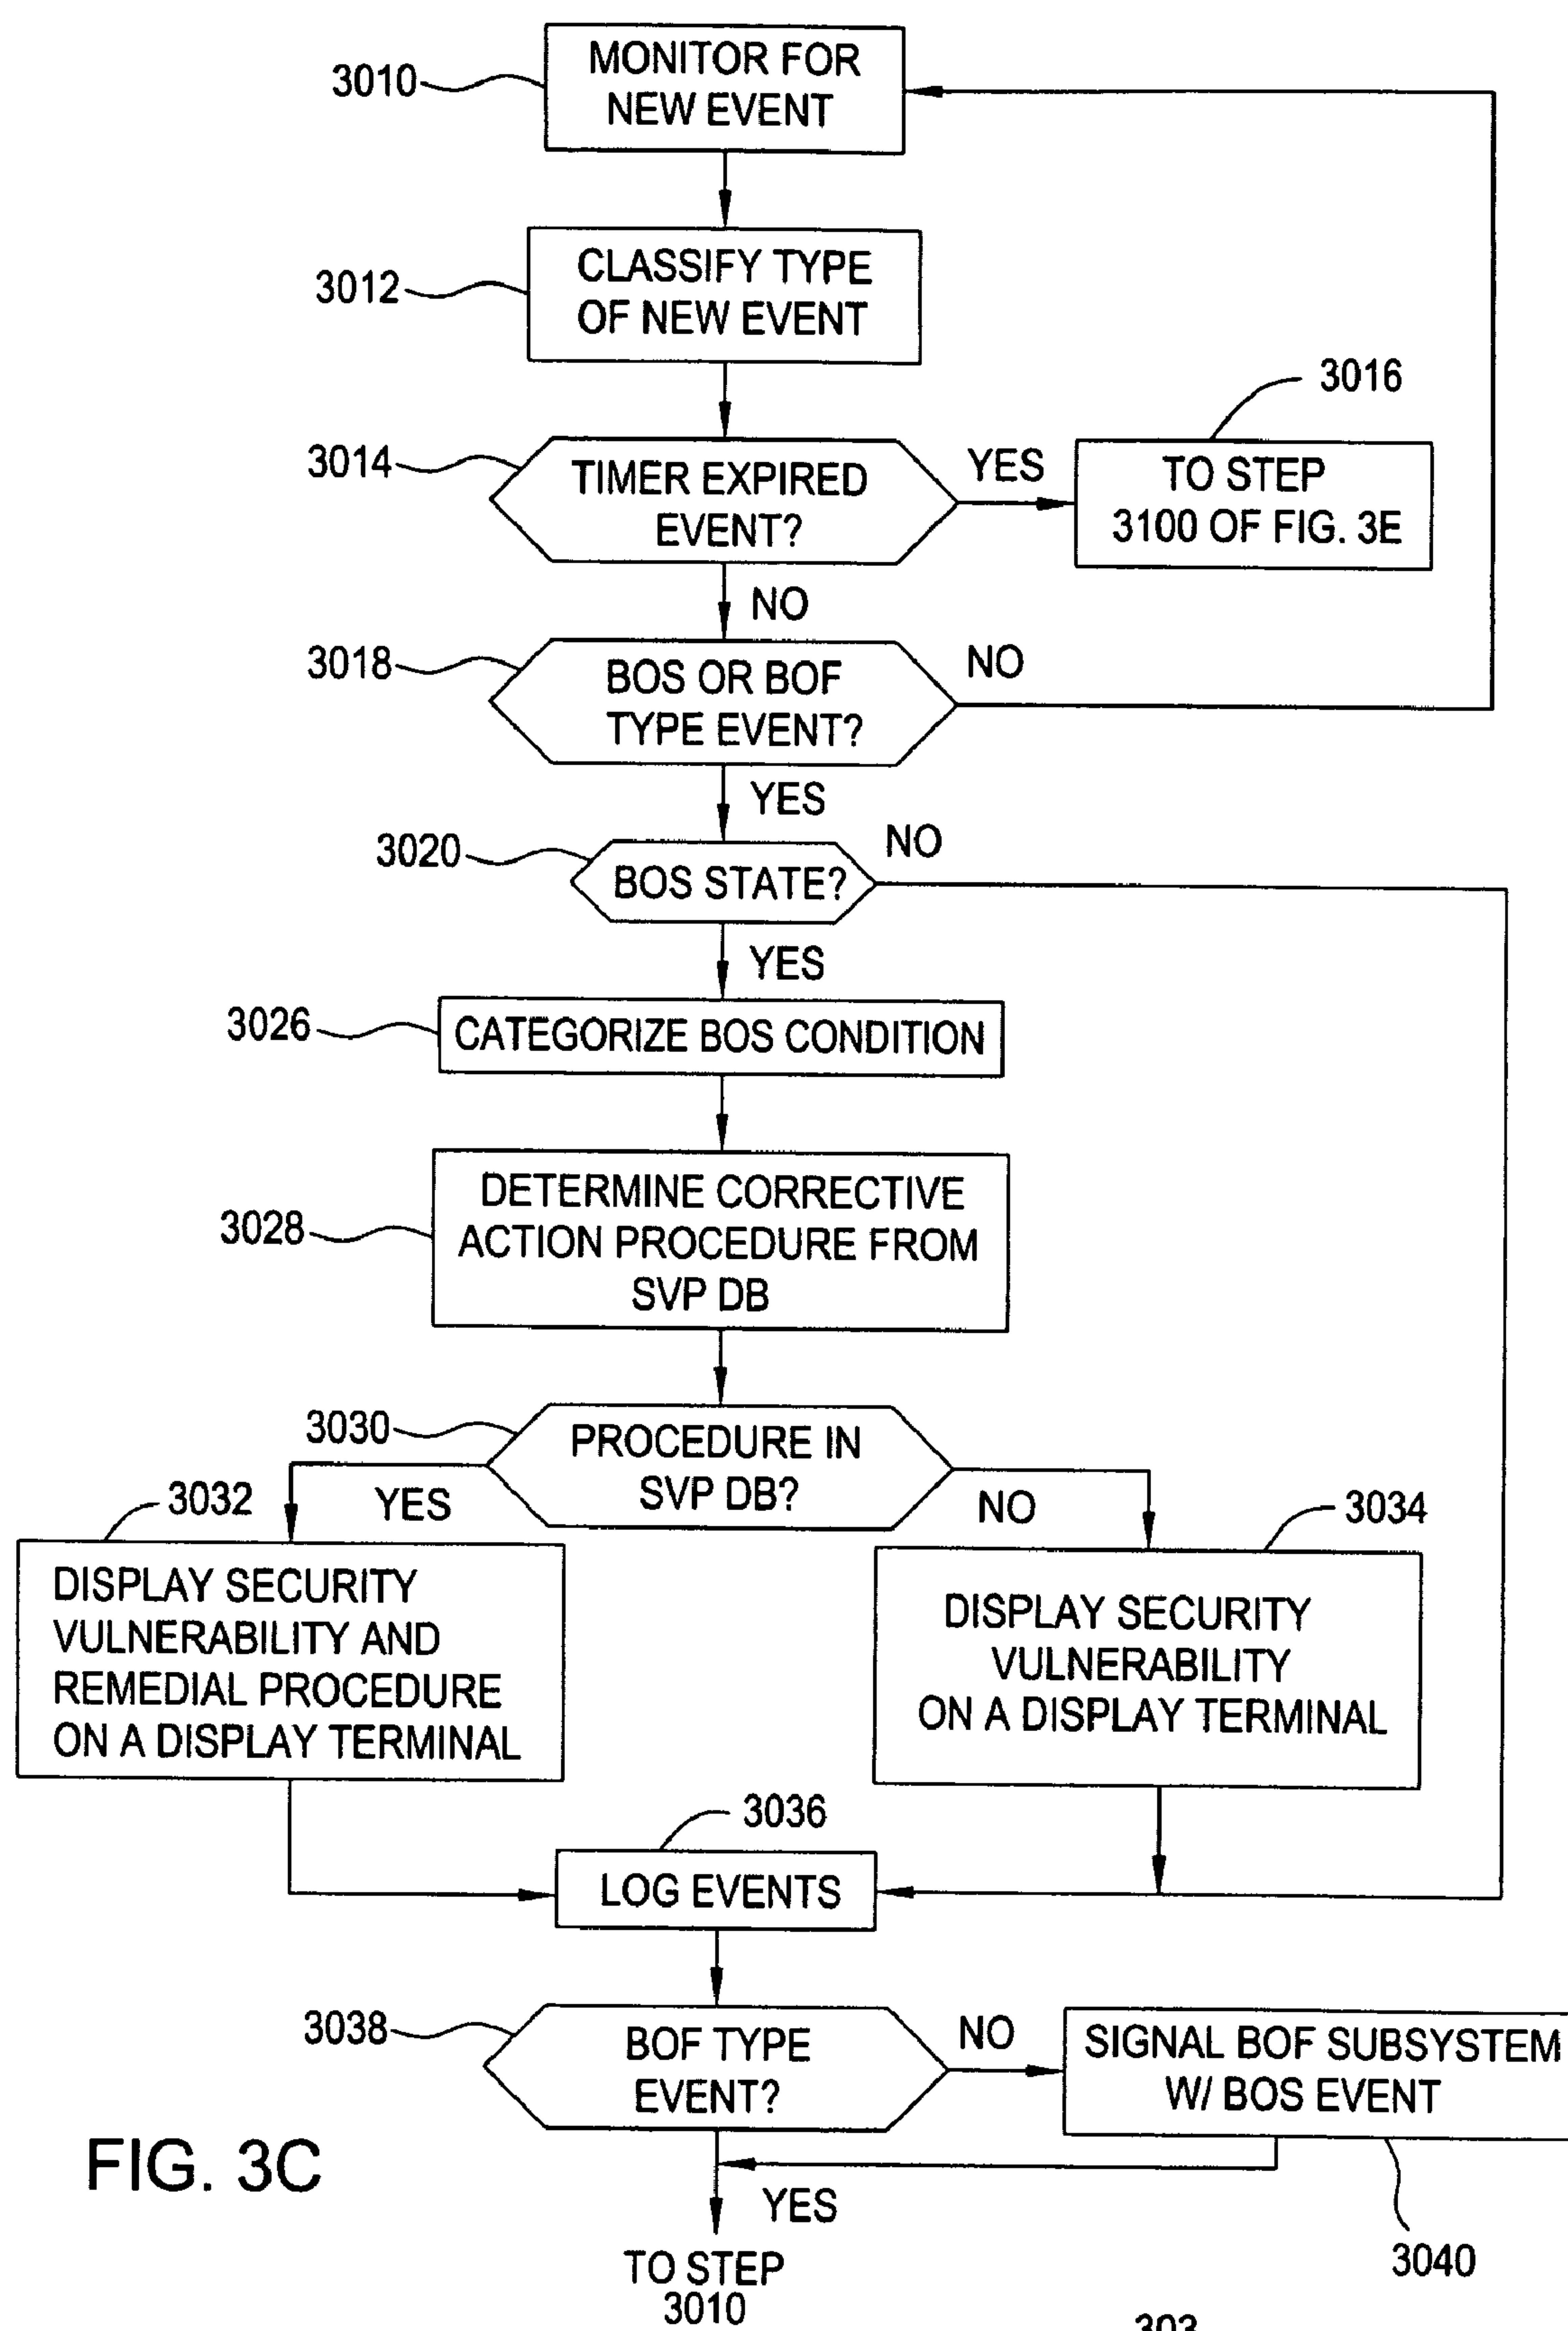 3010
MONITOR FOR
NEW EVENT
3012
CLASSIFY TYPE
OF NEW EVENT
3014
TIMER EXPIRED
EVENT?
YES
3016
TO STEP
3100 OF FIG. 3E
NO
3018
BOS OR BOF
TYPE EVENT?
NO
YES
3020
BOS STATE?
NO
YES
3026
CATEGORIZE BOS CONDITION
3028
DETERMINE CORRECTIVE
ACTION PROCEDURE FROM
SVP DB
3030
PROCEDURE IN
SVP DB?
YES
NO
3032
DISPLAY SECURITY
VULNERABILITY AND
REMEDIAL PROCEDURE
ON A DISPLAY TERMINAL
3034
DISPLAY SECURITY
VULNERABILITY
ON A DISPLAY TERMINAL
3036
LOG EVENTS
3038
BOF TYPE
EVENT?
NO
SIGNAL BOF SUBSYSTEM
W/ BOS EVENT
3040
YES
TO STEP
3010
FIG. 3C